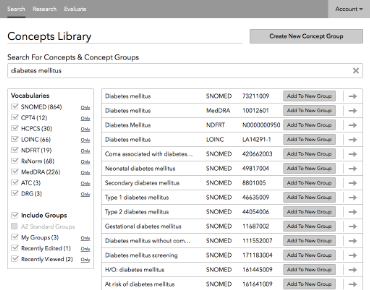 Search Research Evaluate Account
Concepts Library
Create New Concept Group
Search For Concepts & Concept Groups
diabetes mellitus
Vocabularies
SNOMED (864) Only
CPT4 (12) Only
HCPCS (30) Only
LOINC (66) Only
NDFRT (19) Only
RxNorm (68) Only
MedDRA (226) Only
ATC (3) Only
DRG (3) Only
Include Groups
AZ Standard Groups
My Groups (3) Only
Recently Edited (1) Only
Recently Viewed (2) Only
Diabetes mellitus SNOMED 73211009 Add To New Group
Diabetes mellitus MedDRA 10012601 Add To New Group
Diabetes Mellitus NDFRT N0000000950 Add To New Group
Diabetes mellitus LOINC LA14291-1 Add To New Group
Coma associated with diabetes... SNOMED 420662003 Add To New Group
Neonatal diabetes mellitus SNOMED 49817004 Add To New Group
Secondary diabetes mellitus SNOMED 8801005 Add To New Group
Type 1 diabetes mellitus SNOMED 46635009 Add To New Group
Type 2 diabetes mellitus SNOMED 44054006 Add To New Group
Gestational diabetes mellitus SNOMED 11687002 Add To New Group
Diabetes mellitus without com... SNOMED 111552007 Add To New Group
Diabetes mellitus screening SNOMED 171183004 Add To New Group
H/O: diabetes mellitus SNOMED 161445009 Add To New Group
At risk of diabetes mellitus SNOMED 161641009 Add To New Group